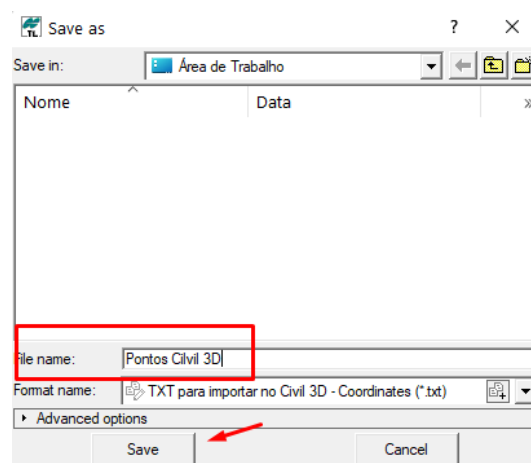 TL Save as ? ×
Save in: Área de Trabalho
Nome Data »
File name: Pontos Cilvil 3D
Format name: TXT para importar no Civil 3D - Coordinates (*.txt)
Advanced options
Save Cancel